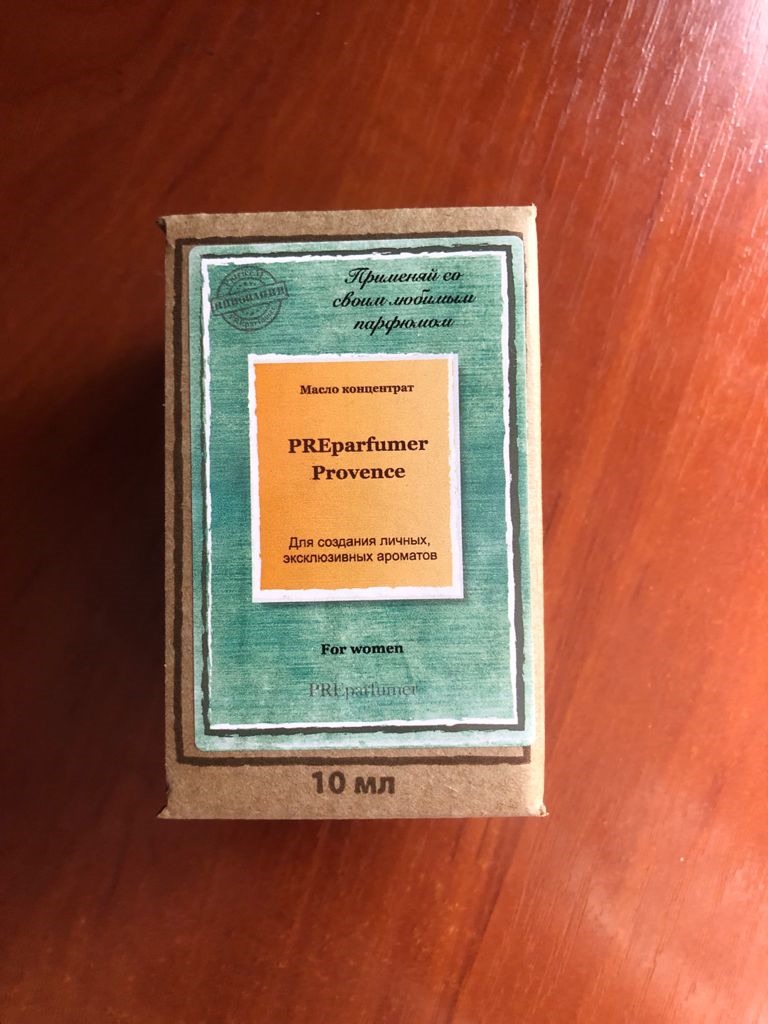 ИННОВАЦИЯ
Применяй со
своим любимым
парфюмом
Масло концентрат
PREparfumer
Provence
Для создания личных,
эксклюзивных ароматов
For women
PREparfumer
10 мл